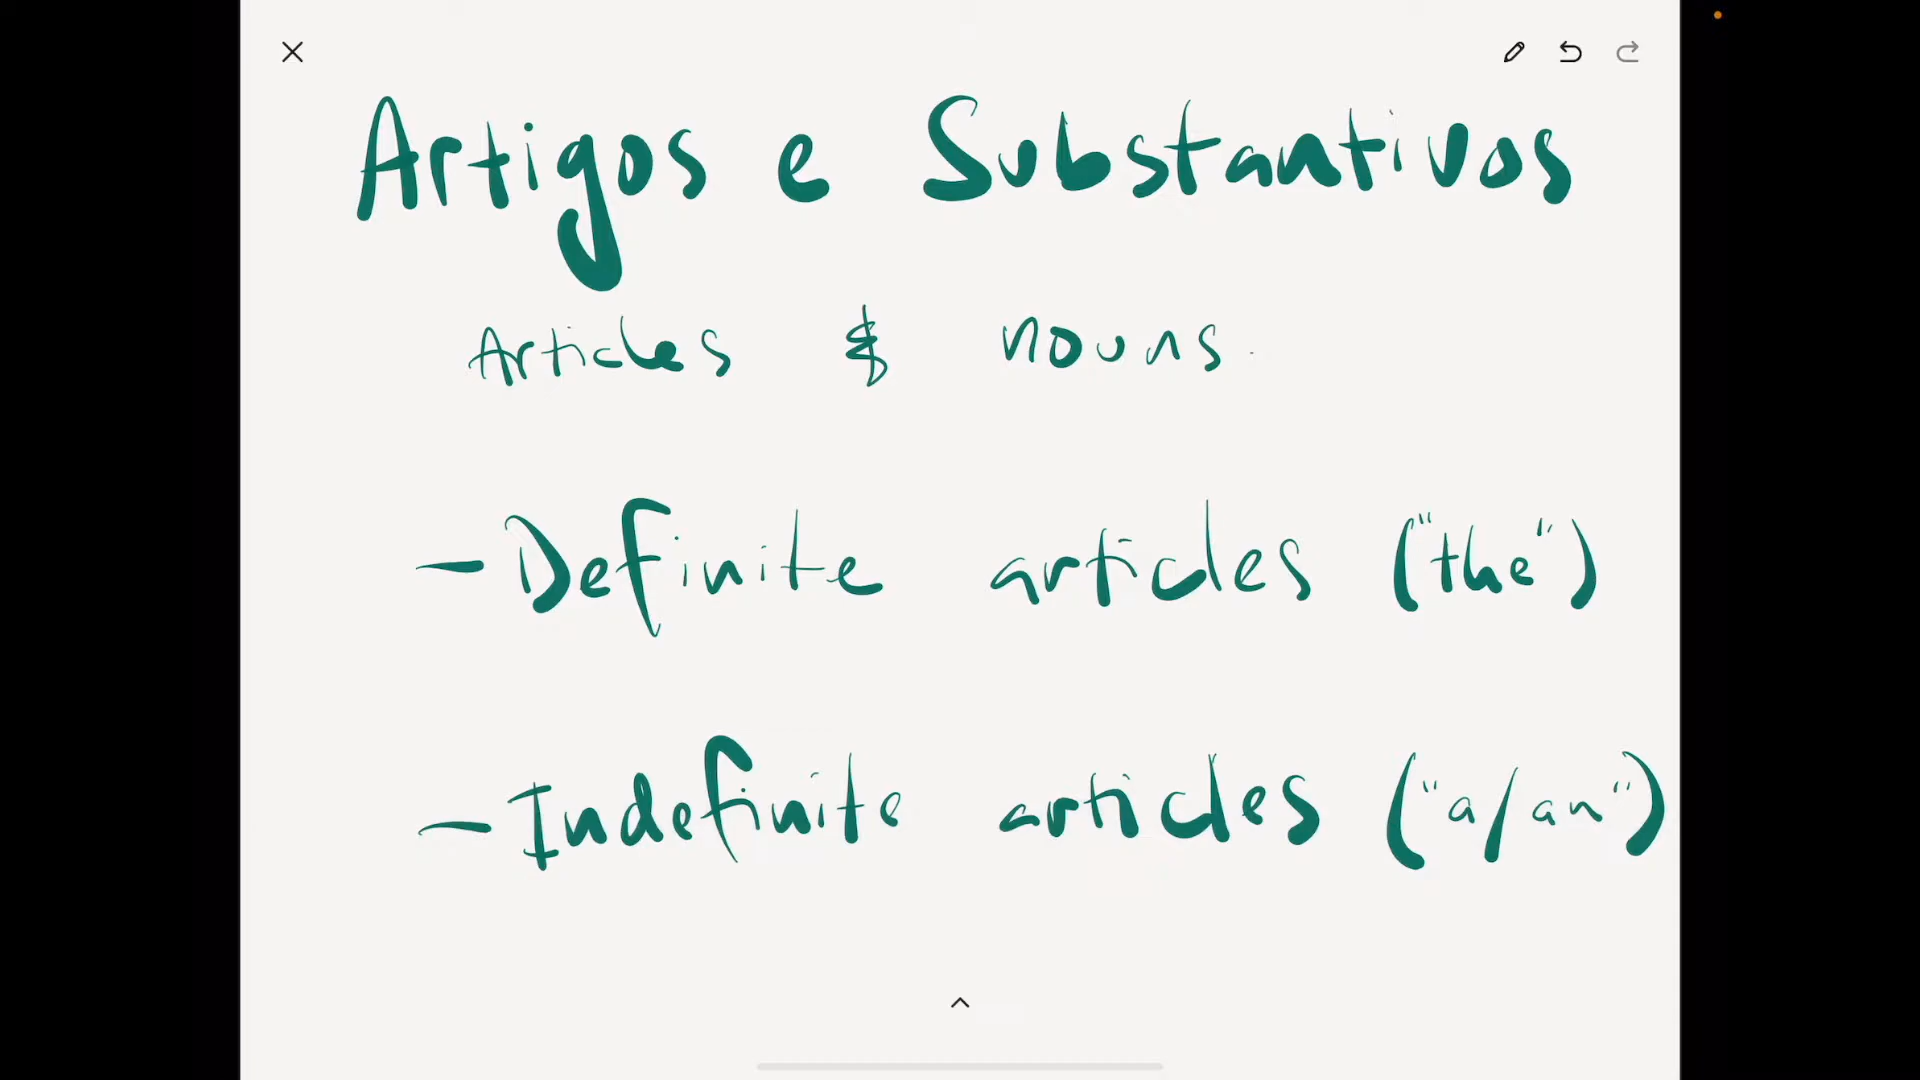 Artigos e Substantivos
Articles & nouns.
- Definite articles ("the")
- Indefinite articles ("a/an")